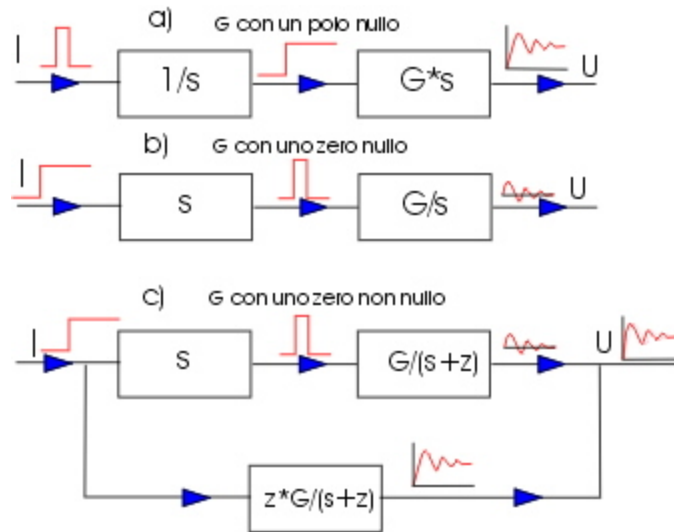 a) G con un polo nullo
I 1/s G*s U
b) G con uno zero nullo
I s G/s U
c) G con uno zero non nullo
I s G/(s+z) U
z*G/(s+z)